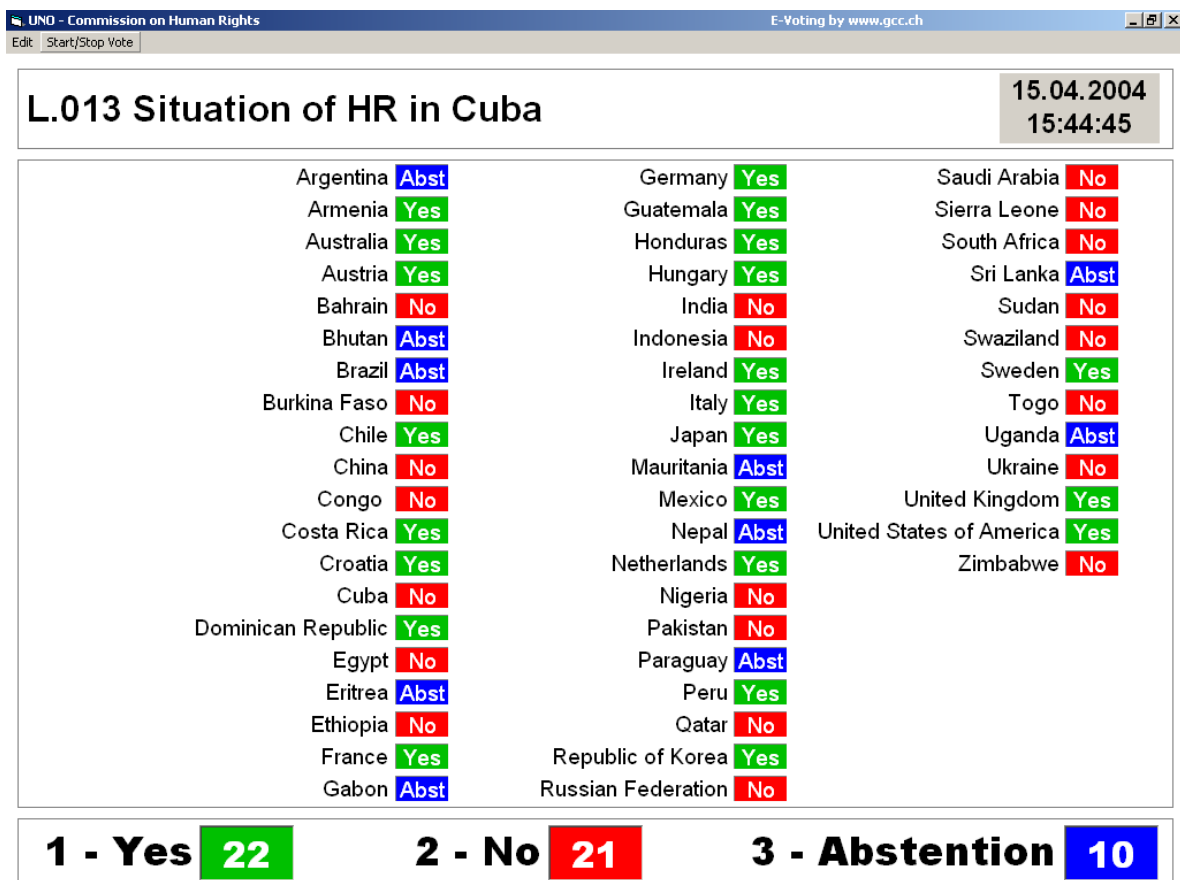 UNO - Commission on Human Rights E-Voting by www.gcc.ch
Edit Start/Stop Vote
L.013 Situation of HR in Cuba
15.04.2004
15:44:45
Argentina Abst
Armenia Yes
Australia Yes
Austria Yes
Bahrain No
Bhutan Abst
Brazil Abst
Burkina Faso No
Chile Yes
China No
Congo No
Costa Rica Yes
Croatia Yes
Cuba No
Dominican Republic Yes
Egypt No
Eritrea Abst
Ethiopia No
France Yes
Gabon Abst
Germany Yes
Guatemala Yes
Honduras Yes
Hungary Yes
India No
Indonesia No
Ireland Yes
Italy Yes
Japan Yes
Mauritania Abst
Mexico Yes
Nepal Abst
Netherlands Yes
Nigeria No
Pakistan No
Paraguay Abst
Peru Yes
Qatar No
Republic of Korea Yes
Russian Federation No
Saudi Arabia No
Sierra Leone No
South Africa No
Sri Lanka Abst
Sudan No
Swaziland No
Sweden Yes
Togo No
Uganda Abst
Ukraine No
United Kingdom Yes
United States of America Yes
Zimbabwe No
1 - Yes 22 2 - No 21 3 - Abstention 10